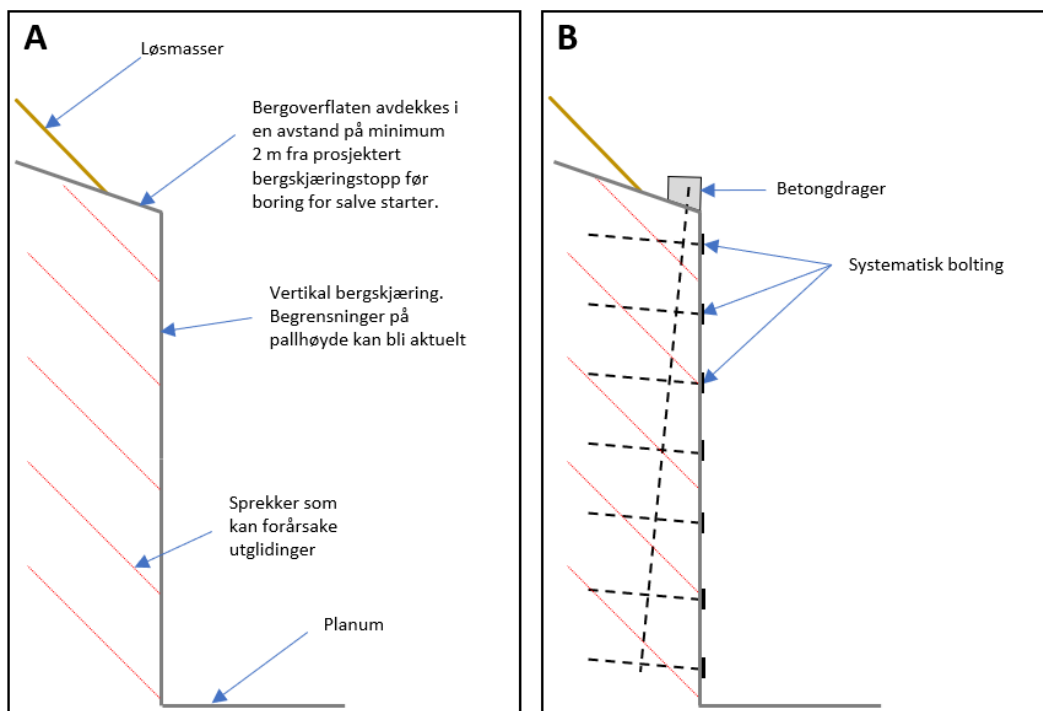 A
Løsmasser
Bergoverflaten avdekkes i
en avstand på minimum
2 m fra prosjektert
bergskjæringstopp før
boring for salve starter.
Vertikal bergskjæring.
Begrensninger på
pallhøyde kan bli aktuelt
Sprekker som
kan forårsake
utglidinger
Planum
B
Betongdrager
Systematisk bolting